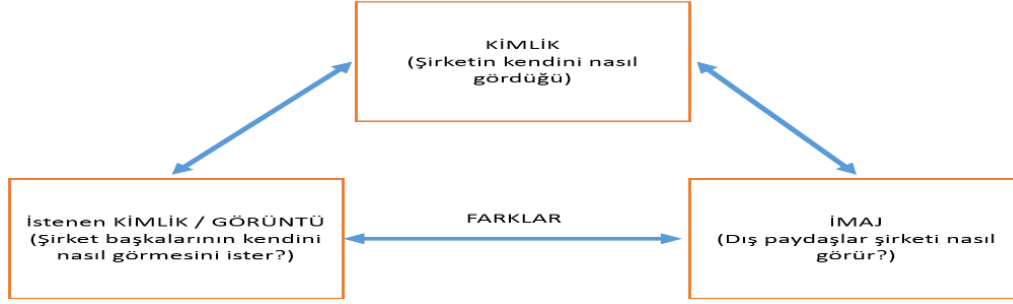 KİMLİK
(Şirketin kendini nasıl
gördüğü)
İstenen KİMLİK / GÖRÜNTÜ
(Şirket başkalarının kendini
nasıl görmesini ister?)
FARKLAR
İMAJ
(Dış paydaşlar şirketi nasıl
görür?)